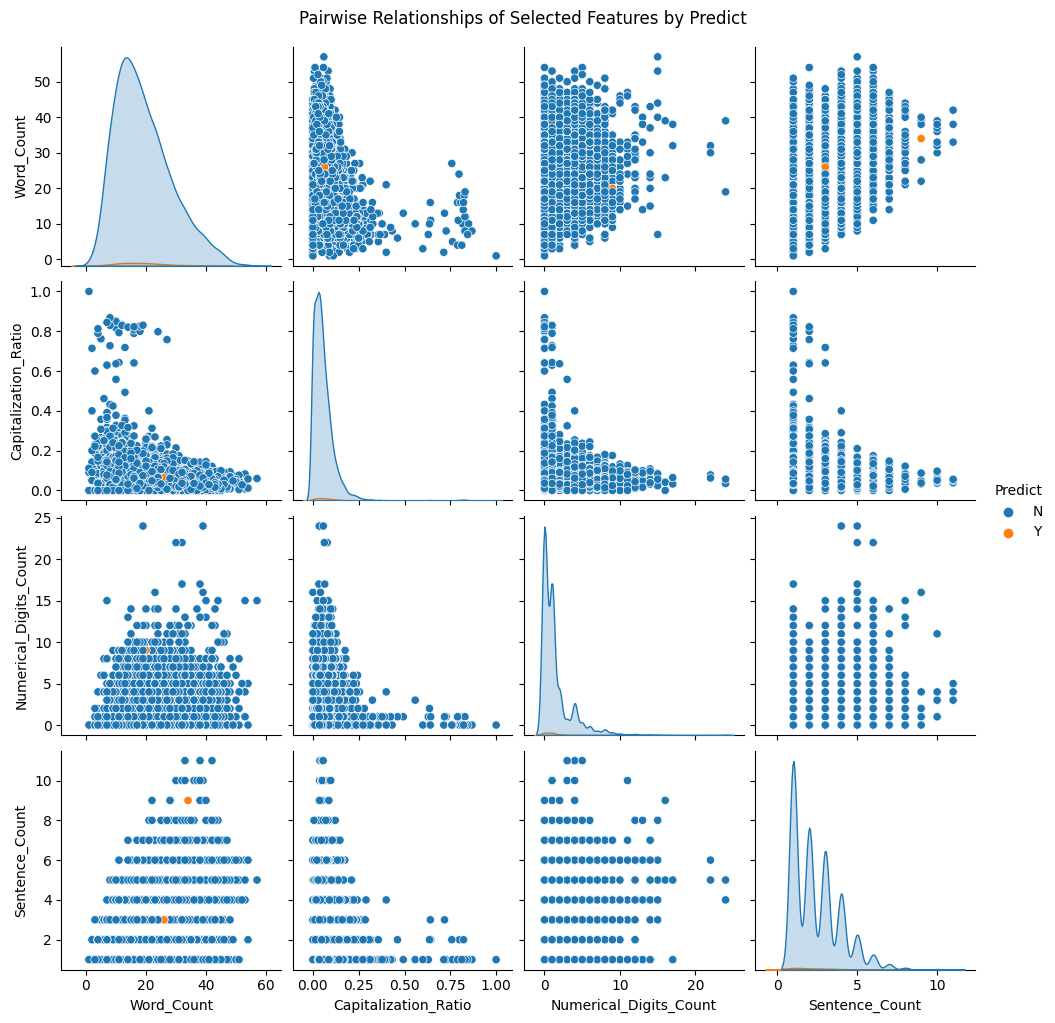 Pairwise Relationships of Selected Features by Predict
Word_Count
50
40
30
20
10
0
Capitalization_Ratio
1.0
0.8
0.6
0.4
0.2
0.0
Predict
N
Y
Numerical_Digits_Count
25
20
15
10
5
0
Sentence_Count
10
8
6
4
2
0 20 40 60
0.00 0.25 0.50 0.75 1.00
0 10 20
0 5 10
Word_Count
Capitalization_Ratio
Numerical_Digits_Count
Sentence_Count